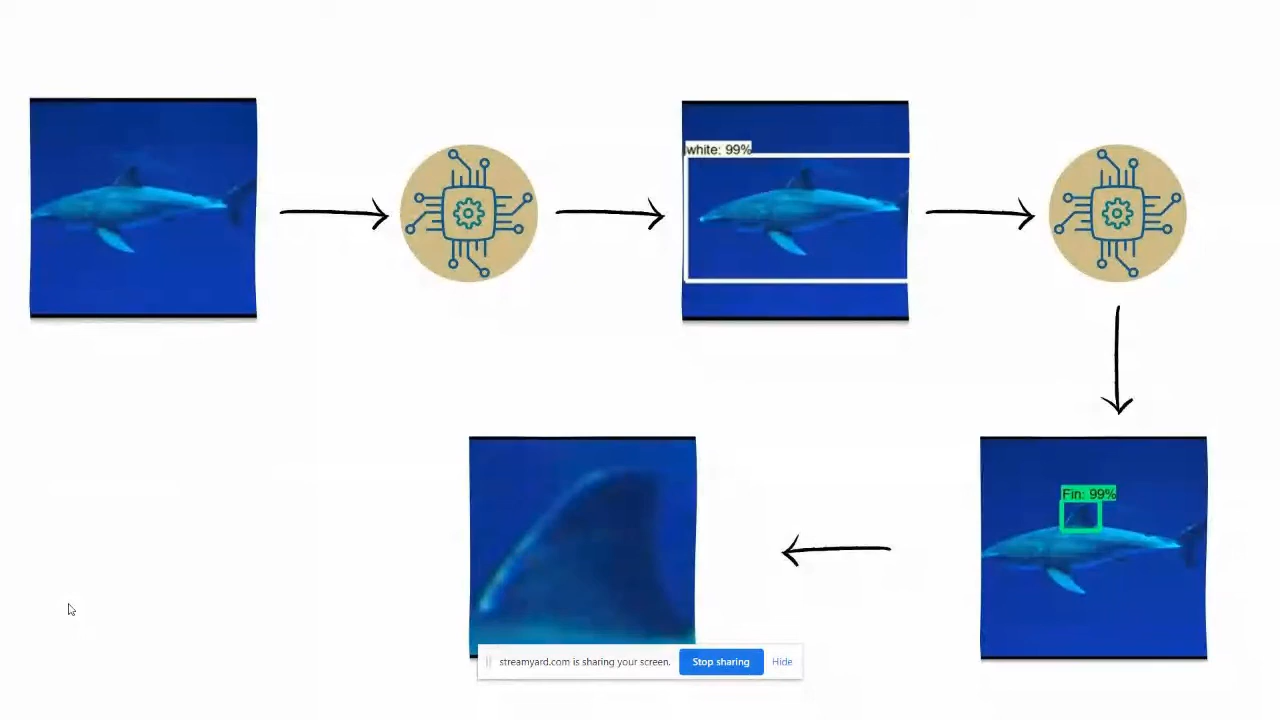 white: 99%
Fin: 99%
streamyard.com is sharing your screen. Stop sharing Hide